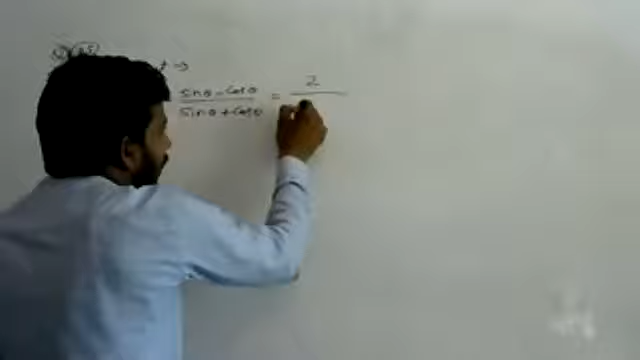 sinθ - cosθ / sinθ + cosθ = 2 /